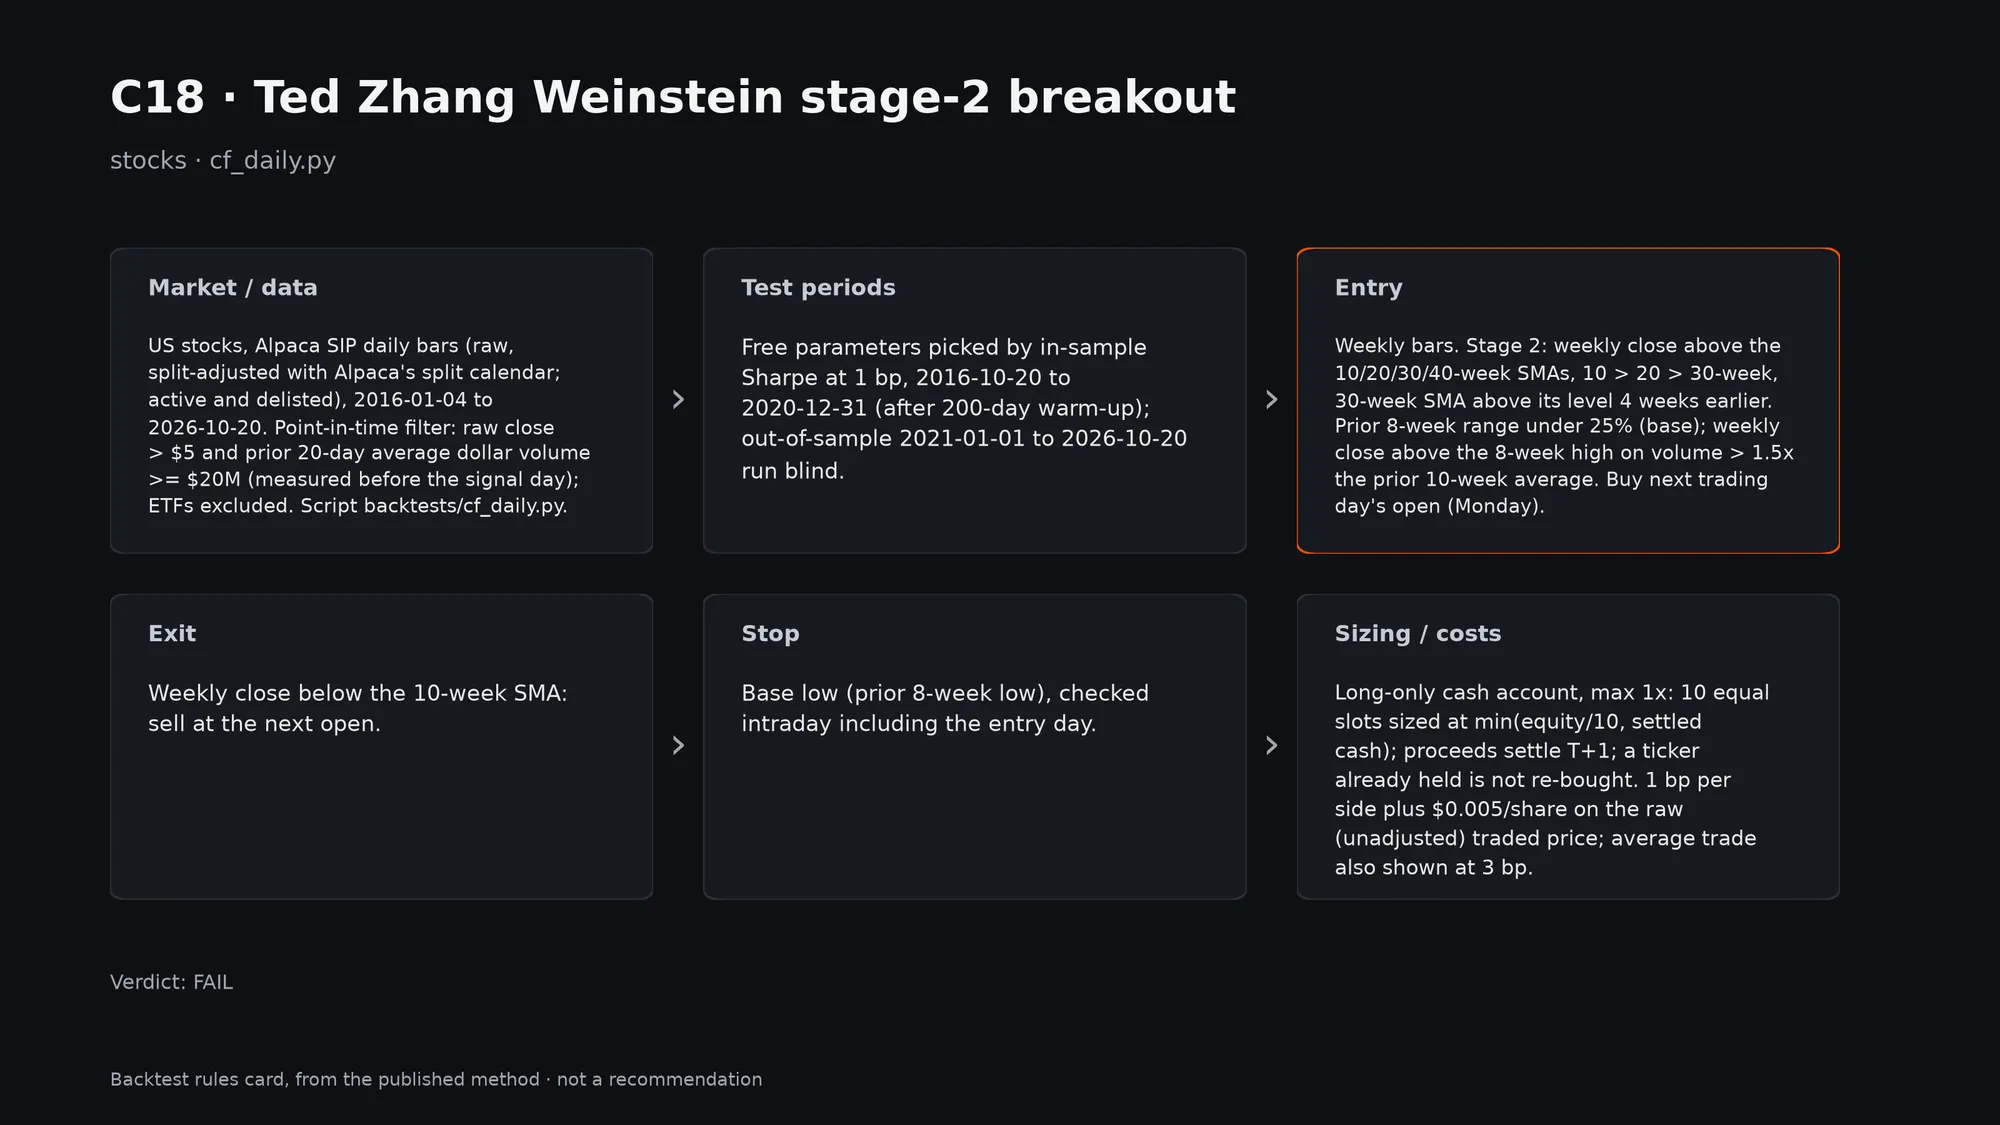 C18 · Ted Zhang Weinstein stage-2 breakout
stocks · cf_daily.py
Market / data
US stocks, Alpaca SIP daily bars (raw,
split-adjusted with Alpaca's split calendar;
active and delisted), 2016-01-04 to
2026-10-20. Point-in-time filter: raw close
> $5 and prior 20-day average dollar volume
>= $20M (measured before the signal day);
ETFs excluded. Script backtests/cf_daily.py.
›
Test periods
Free parameters picked by in-sample
Sharpe at 1 bp, 2016-10-20 to
2020-12-31 (after 200-day warm-up);
out-of-sample 2021-01-01 to 2026-10-20
run blind.
›
Entry
Weekly bars. Stage 2: weekly close above the
10/20/30/40-week SMAs, 10 > 20 > 30-week,
30-week SMA above its level 4 weeks earlier.
Prior 8-week range under 25% (base); weekly
close above the 8-week high on volume > 1.5x
the prior 10-week average. Buy next trading
day's open (Monday).
Exit
Weekly close below the 10-week SMA:
sell at the next open.
›
Stop
Base low (prior 8-week low), checked
intraday including the entry day.
›
Sizing / costs
Long-only cash account, max 1x: 10 equal
slots sized at min(equity/10, settled
cash); proceeds settle T+1; a ticker
already held is not re-bought. 1 bp per
side plus $0.005/share on the raw
(unadjusted) traded price; average trade
also shown at 3 bp.
Verdict: FAIL
Backtest rules card, from the published method · not a recommendation